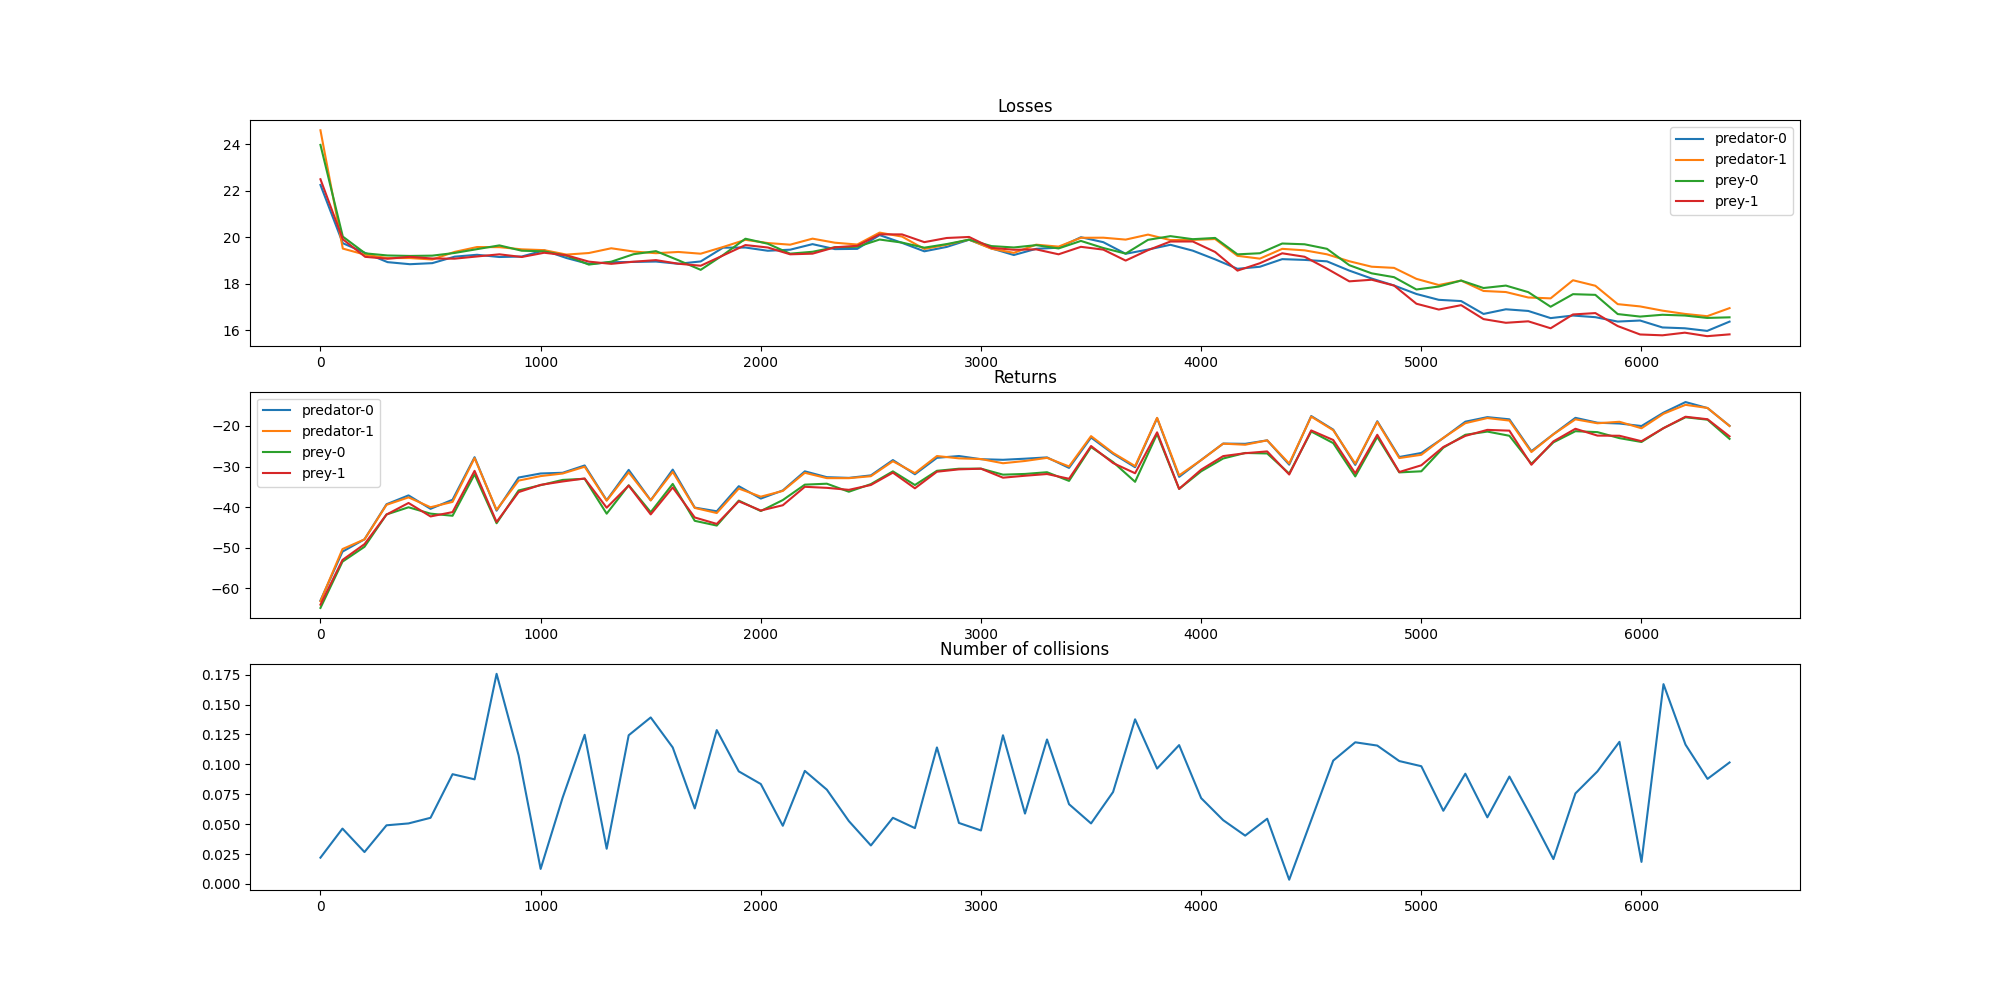 Losses
24
22
20
18
16
predator-0
predator-1
prey-0
prey-1
0 1000 2000 3000 4000 5000 6000
Returns
−20
−30
−40
−50
−60
predator-0
predator-1
prey-0
prey-1
0 1000 2000 3000 4000 5000 6000
Number of collisions
0.175
0.150
0.125
0.100
0.075
0.050
0.025
0.000
0 1000 2000 3000 4000 5000 6000